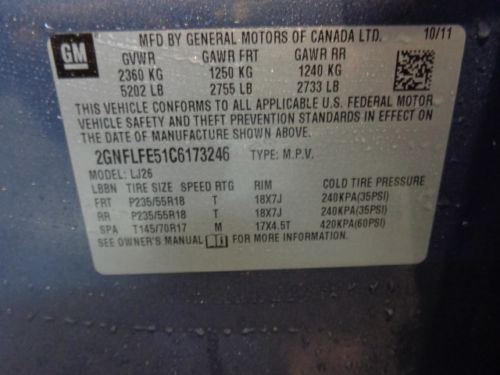 GM
MFD BY GENERAL MOTORS OF CANADA LTD. 10/11
GVWR GAWR FRT GAWR RR
2360 KG 1250 KG 1240 KG
5202 LB 2755 LB 2733 LB
THIS VEHICLE CONFORMS TO ALL APPLICABLE U.S. FEDERAL MOTOR
VEHICLE SAFETY AND THEFT PREVENTION STANDARDS IN EFFECT ON THE
DATE OF MANUFACTURE SHOWN ABOVE.
2GNFLFE51C6173246 TYPE: M.P.V.
MODEL: LJ26
LBBN TIRE SIZE SPEED RTG RIM COLD TIRE PRESSURE
FRT P235/55R18 T 18X7J 240KPA(35PSI)
RR P235/55R18 T 18X7J 240KPA(35PSI)
SPA T145/70R17 M 17X4.5T 420KPA(60PSI)
SEE OWNER'S MANUAL FOR MORE INFORMATION.